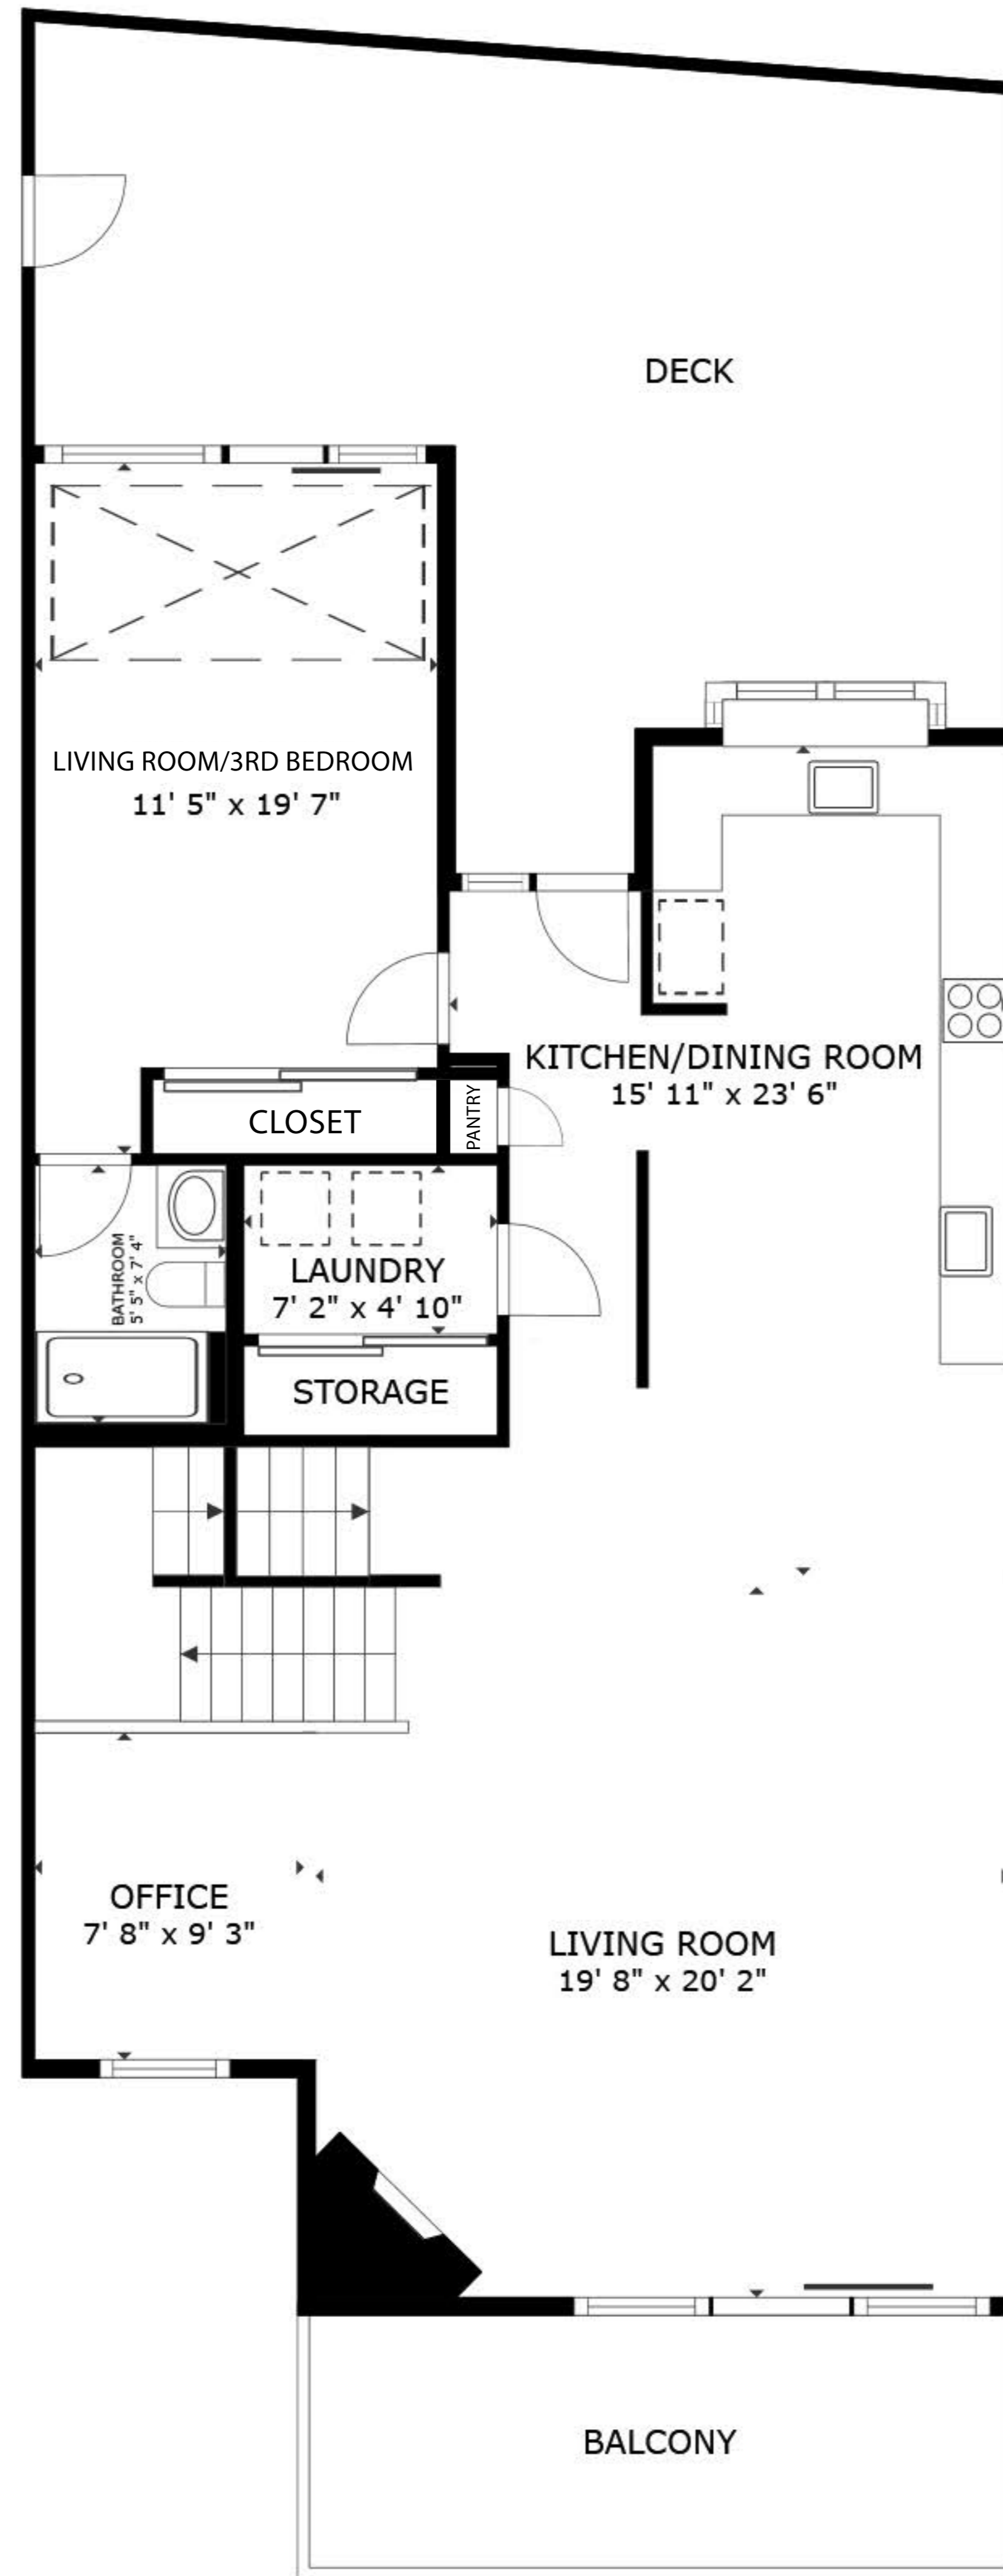 DECK
LIVING ROOM/3RD BEDROOM
11' 5" x 19' 7"
KITCHEN/DINING ROOM
15' 11" x 23' 6"
CLOSET
PANTRY
BATHROOM
5' 5" x 7' 4"
LAUNDRY
7' 2" x 4' 10"
STORAGE
OFFICE
7' 8" x 9' 3"
LIVING ROOM
19' 8" x 20' 2"
BALCONY